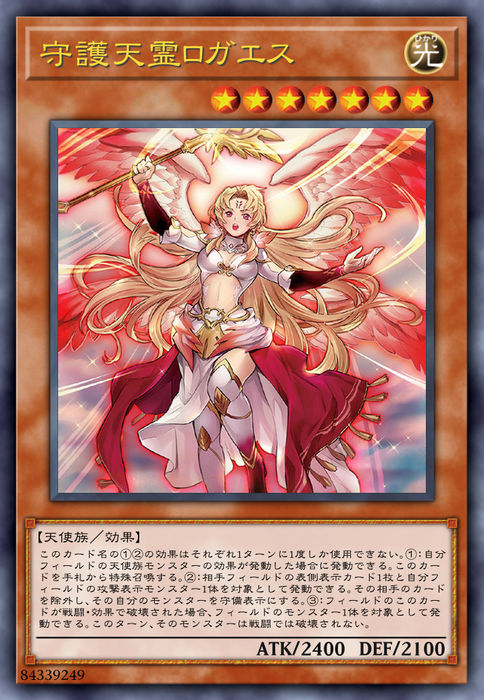 守護天霊ロガエス
ひかり
光
【天使族／効果】
このカード名の①②の効果はそれぞれ1ターンに1度しか使用できない。①:自分
フィールドの天使族モンスターの効果が発動した場合に発動できる。このカード
を手札から特殊召喚する。②:相手フィールドの表側表示カード1枚と自分フィ
ールドの攻撃表示モンスター1体を対象として発動できる。その相手のカード
を除外し、その自分のモンスターを守備表示にする。③:フィールドのこのカー
ドが戦闘・効果で破壊された場合、フィールドのモンスター1体を対象として発
動できる。このターン、そのモンスターは戦闘では破壊されない。
ATK/2400 DEF/2100
84339249